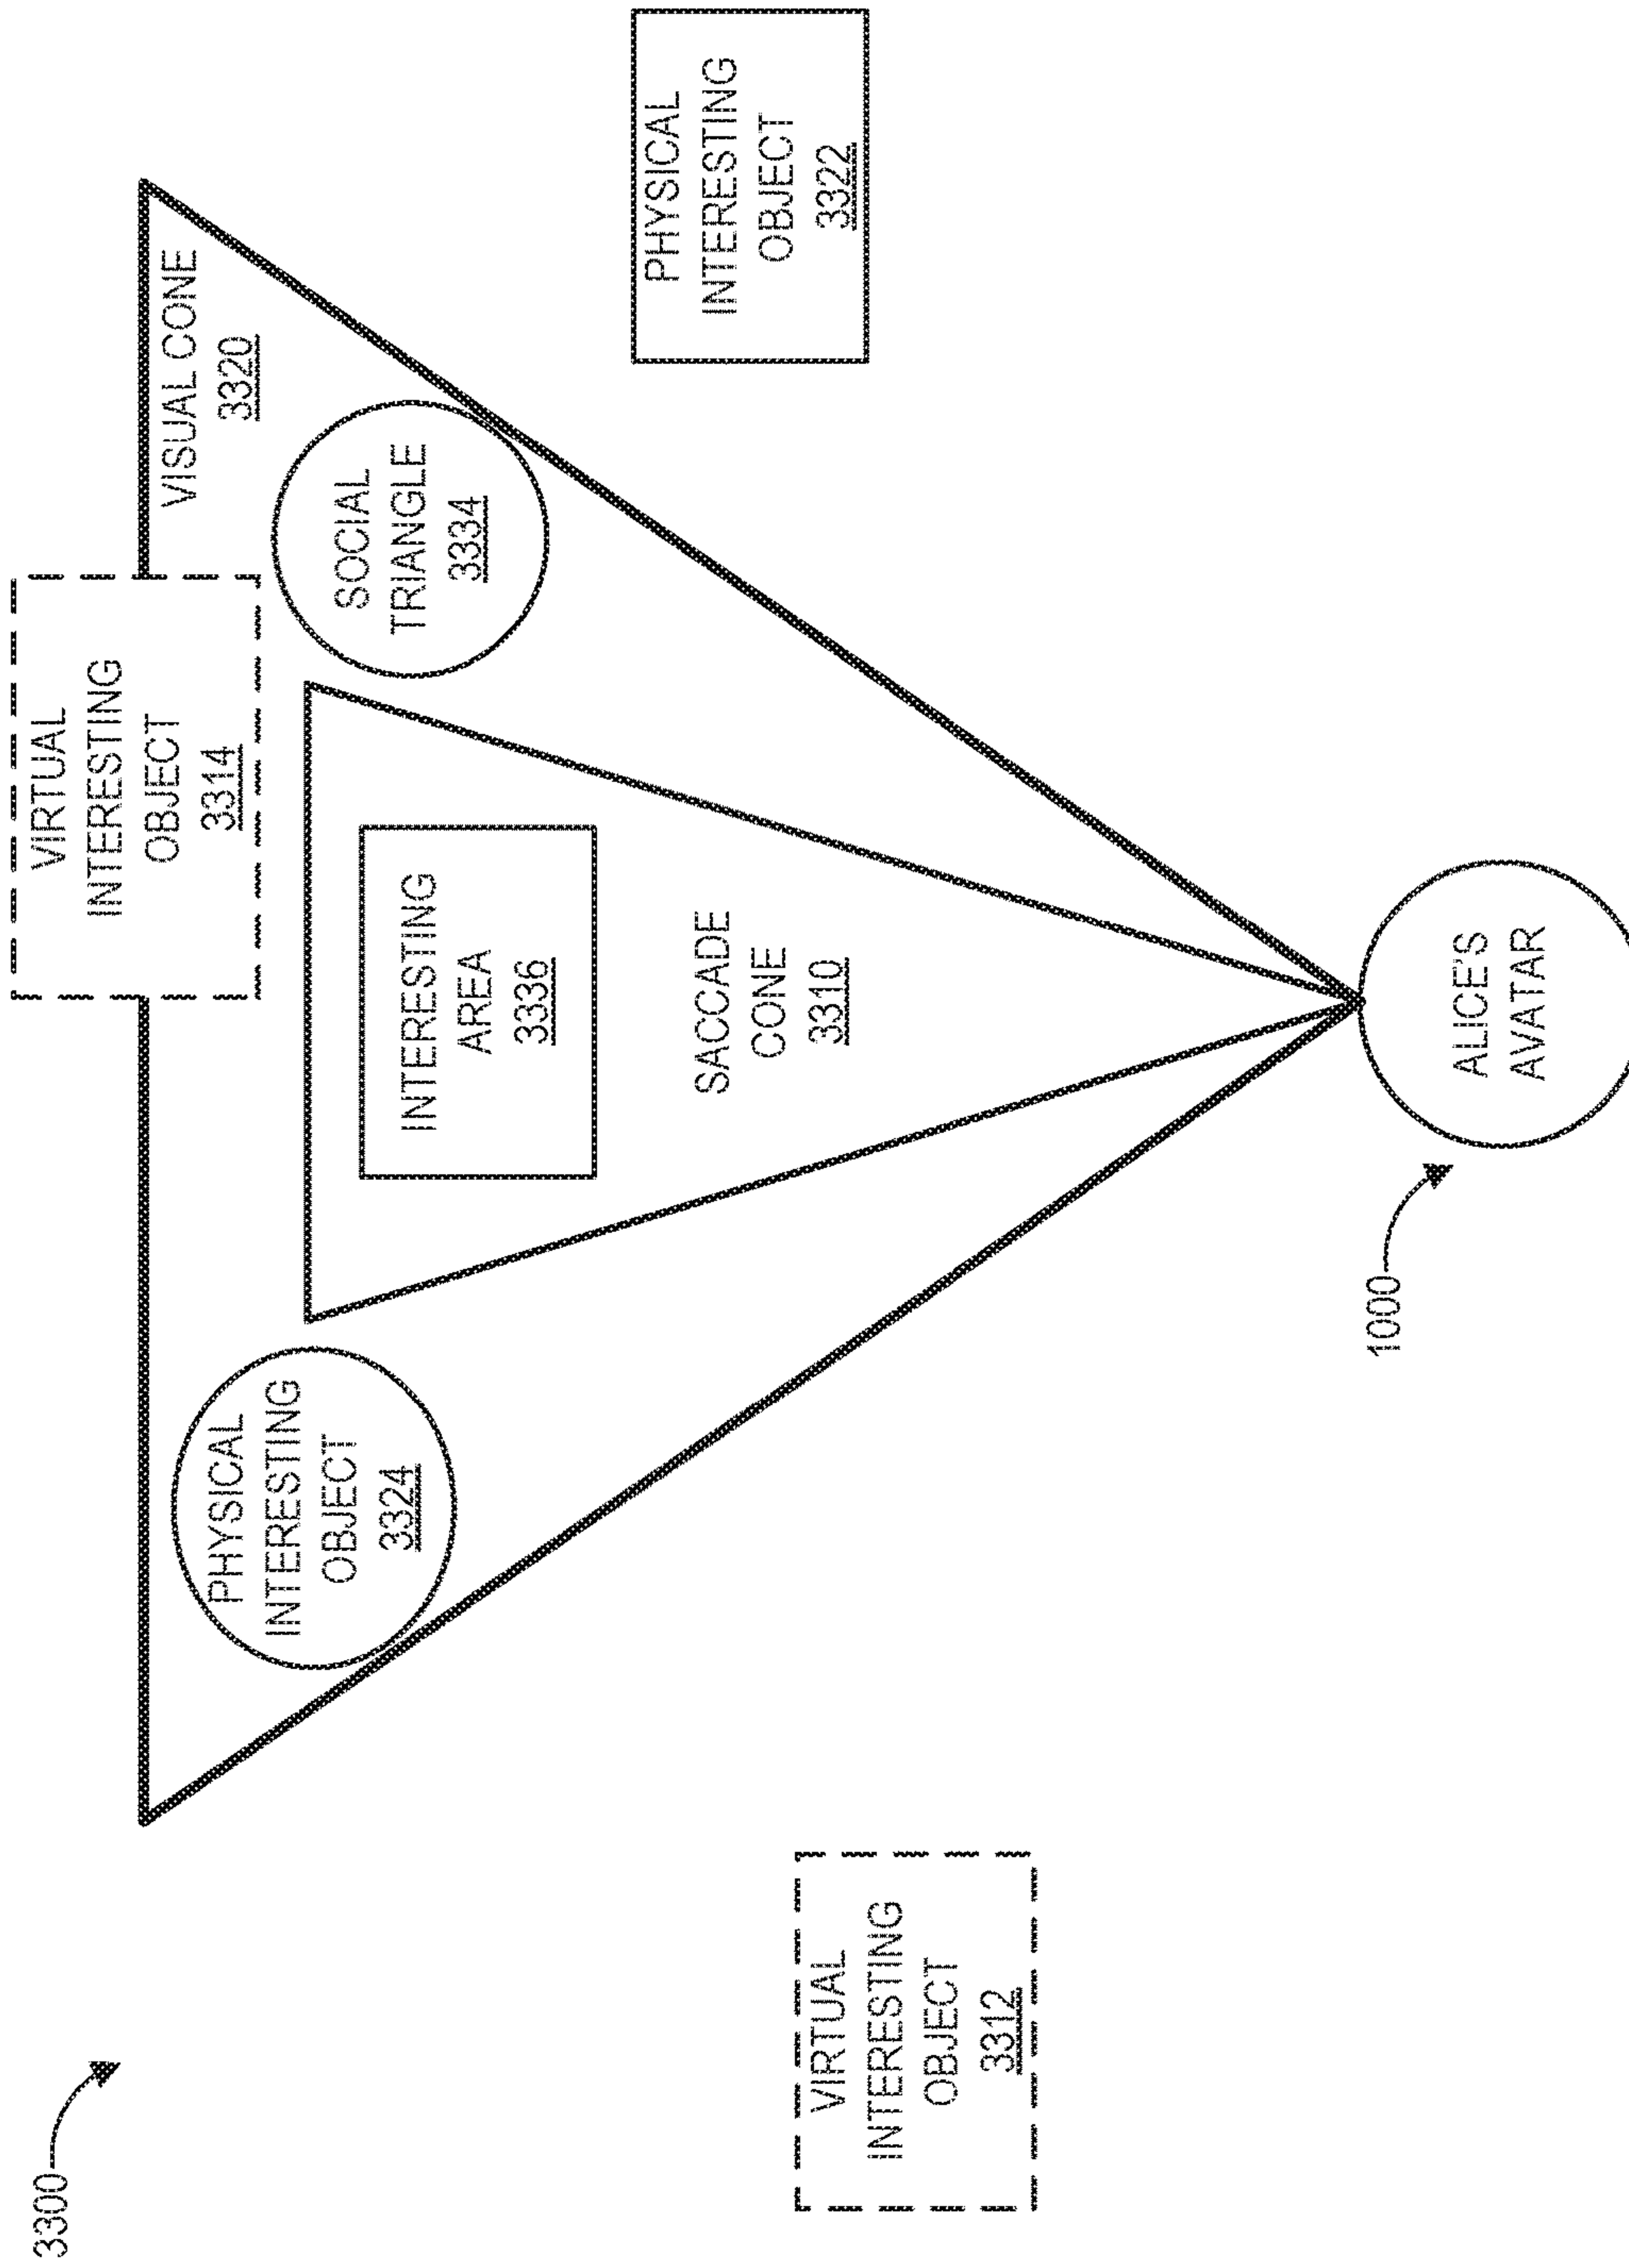 3300
VIRTUAL
INTERESTING
OBJECT
3314
VISUAL CONE
3320
PHYSICAL
INTERESTING
OBJECT
3324
SOCIAL
TRIANGLE
3334
INTERESTING
AREA
3336
PHYSICAL
INTERESTING
OBJECT
3322
SACCADE
CONE
3310
VIRTUAL
INTERESTING
OBJECT
3312
1000
ALICE'S
AVATAR